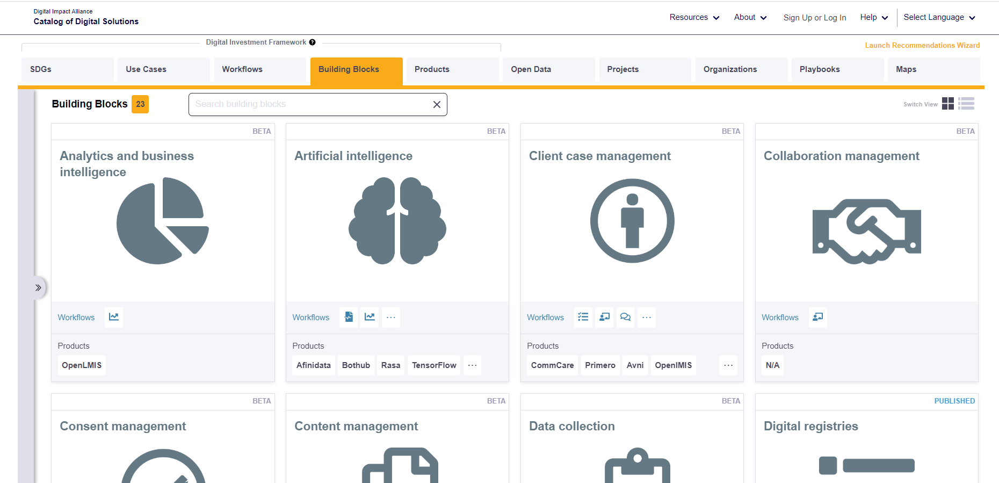 Digital Impact Alliance
Catalog of Digital Solutions
Resources About Sign Up or Log In Help Select Language
Digital Investment Framework ?
Launch Recommendations Wizard
SDGs Use Cases Workflows Building Blocks Products Open Data Projects Organizations Playbooks Maps
Building Blocks 23 Search building blocks Switch View
BETA BETA BETA BETA
Analytics and business
intelligence
Artificial intelligence
Client case management
Collaboration management
Workflows Workflows ... Workflows ... Workflows
Products Products Products Products
OpenLMIS Afinidata Bothub Rasa TensorFlow ... CommCare Primero Avni OpenIMIS ... N/A
BETA BETA BETA PUBLISHED
Consent management Content management Data collection Digital registries